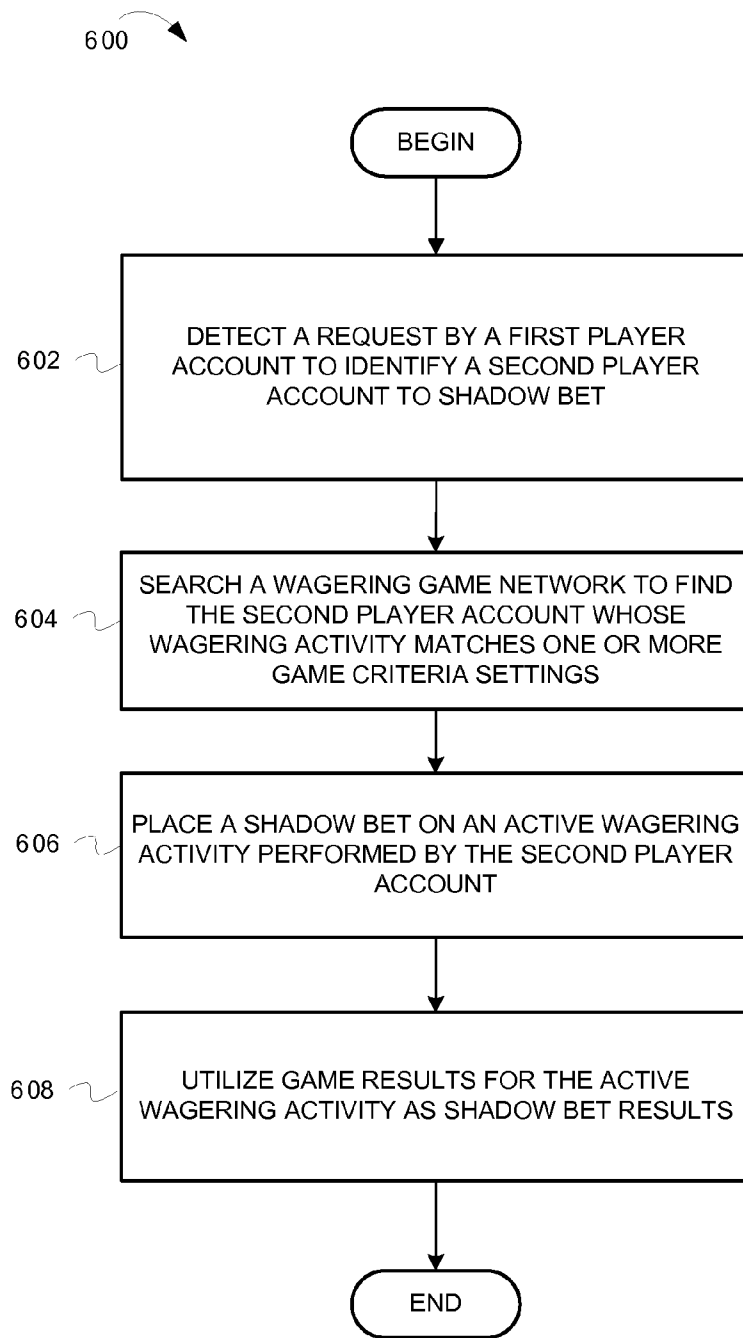 600
BEGIN
602
DETECT A REQUEST BY A FIRST PLAYER
ACCOUNT TO IDENTIFY A SECOND PLAYER
ACCOUNT TO SHADOW BET
604
SEARCH A WAGERING GAME NETWORK TO FIND
THE SECOND PLAYER ACCOUNT WHOSE
WAGERING ACTIVITY MATCHES ONE OR MORE
GAME CRITERIA SETTINGS
606
PLACE A SHADOW BET ON AN ACTIVE WAGERING
ACTIVITY PERFORMED BY THE SECOND PLAYER
ACCOUNT
608
UTILIZE GAME RESULTS FOR THE ACTIVE
WAGERING ACTIVITY AS SHADOW BET RESULTS
END